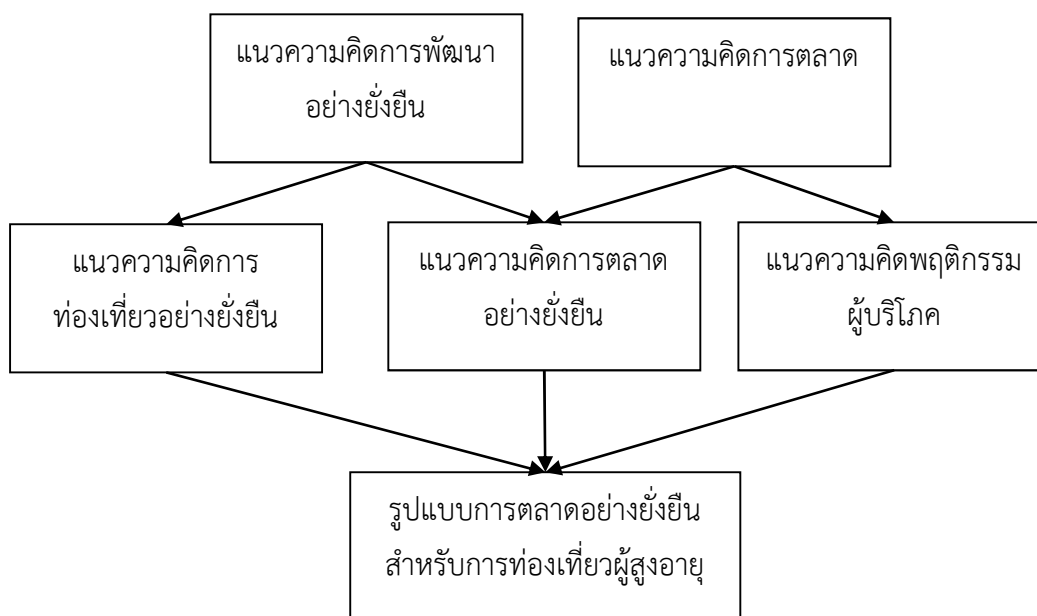 แนวความคิดการพัฒนา
อย่างยั่งยืน
แนวความคิดการตลาด
แนวความคิดการ
ท่องเที่ยวอย่างยั่งยืน
แนวความคิดการตลาด
อย่างยั่งยืน
แนวความคิดพฤติกรรม
ผู้บริโภค
รูปแบบการตลาดอย่างยั่งยืน
สำหรับการท่องเที่ยวผู้สูงอายุ